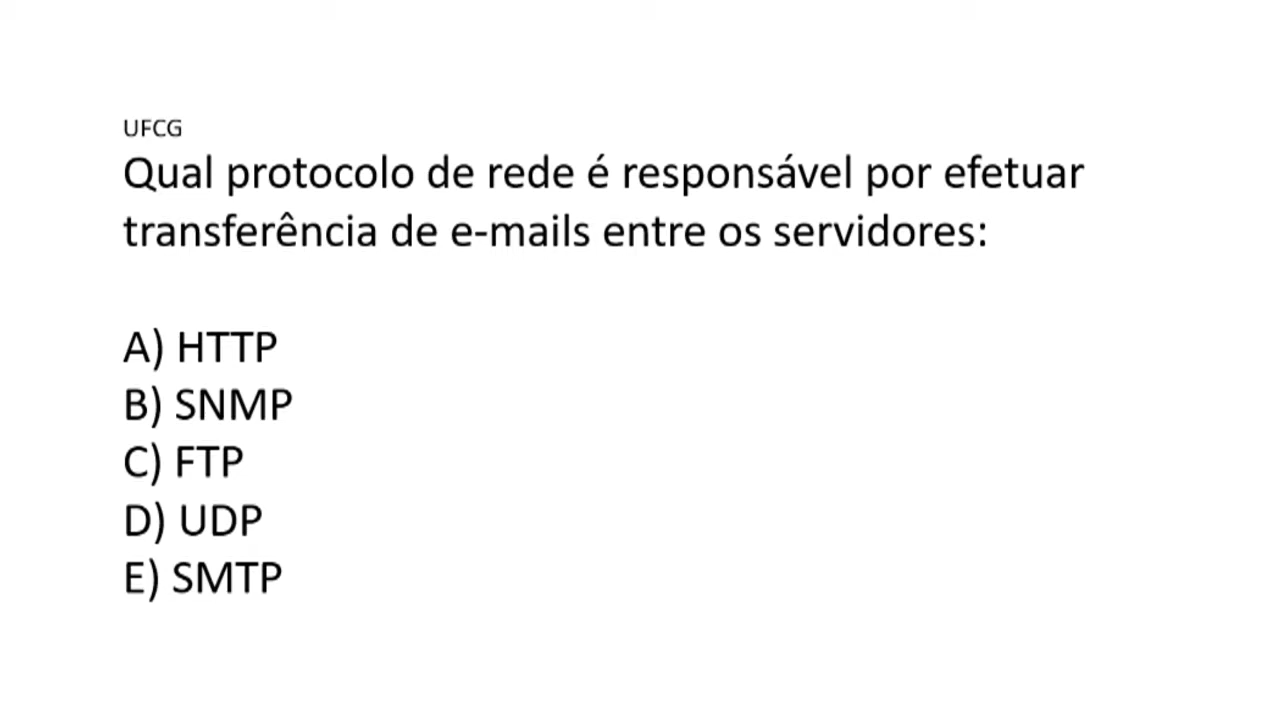 UFCG
Qual protocolo de rede é responsável por efetuar
transferência de e-mails entre os servidores:
A) HTTP
B) SNMP
C) FTP
D) UDP
E) SMTP